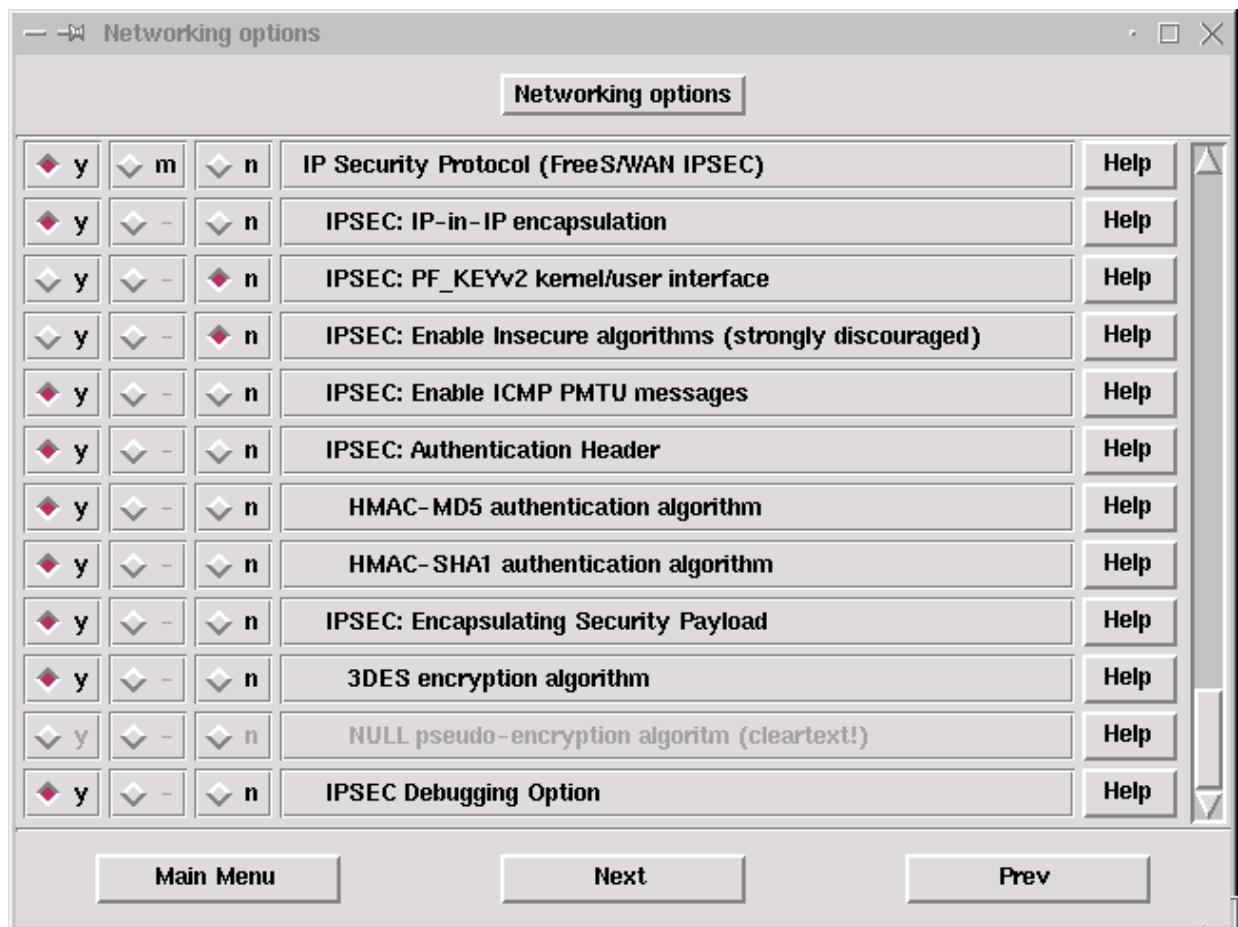 Networking options
Networking options
y m n IP Security Protocol (FreeS/WAN IPSEC) Help
y - n IPSEC: IP-in-IP encapsulation Help
y - n IPSEC: PF_KEYv2 kernel/user interface Help
y - n IPSEC: Enable Insecure algorithms (strongly discouraged) Help
y - n IPSEC: Enable ICMP PMTU messages Help
y - n IPSEC: Authentication Header Help
y - n HMAC-MD5 authentication algorithm Help
y - n HMAC-SHA1 authentication algorithm Help
y - n IPSEC: Encapsulating Security Payload Help
y - n 3DES encryption algorithm Help
y - n NULL pseudo-encryption algoritm (cleartext!) Help
y - n IPSEC Debugging Option Help
Main Menu Next Prev